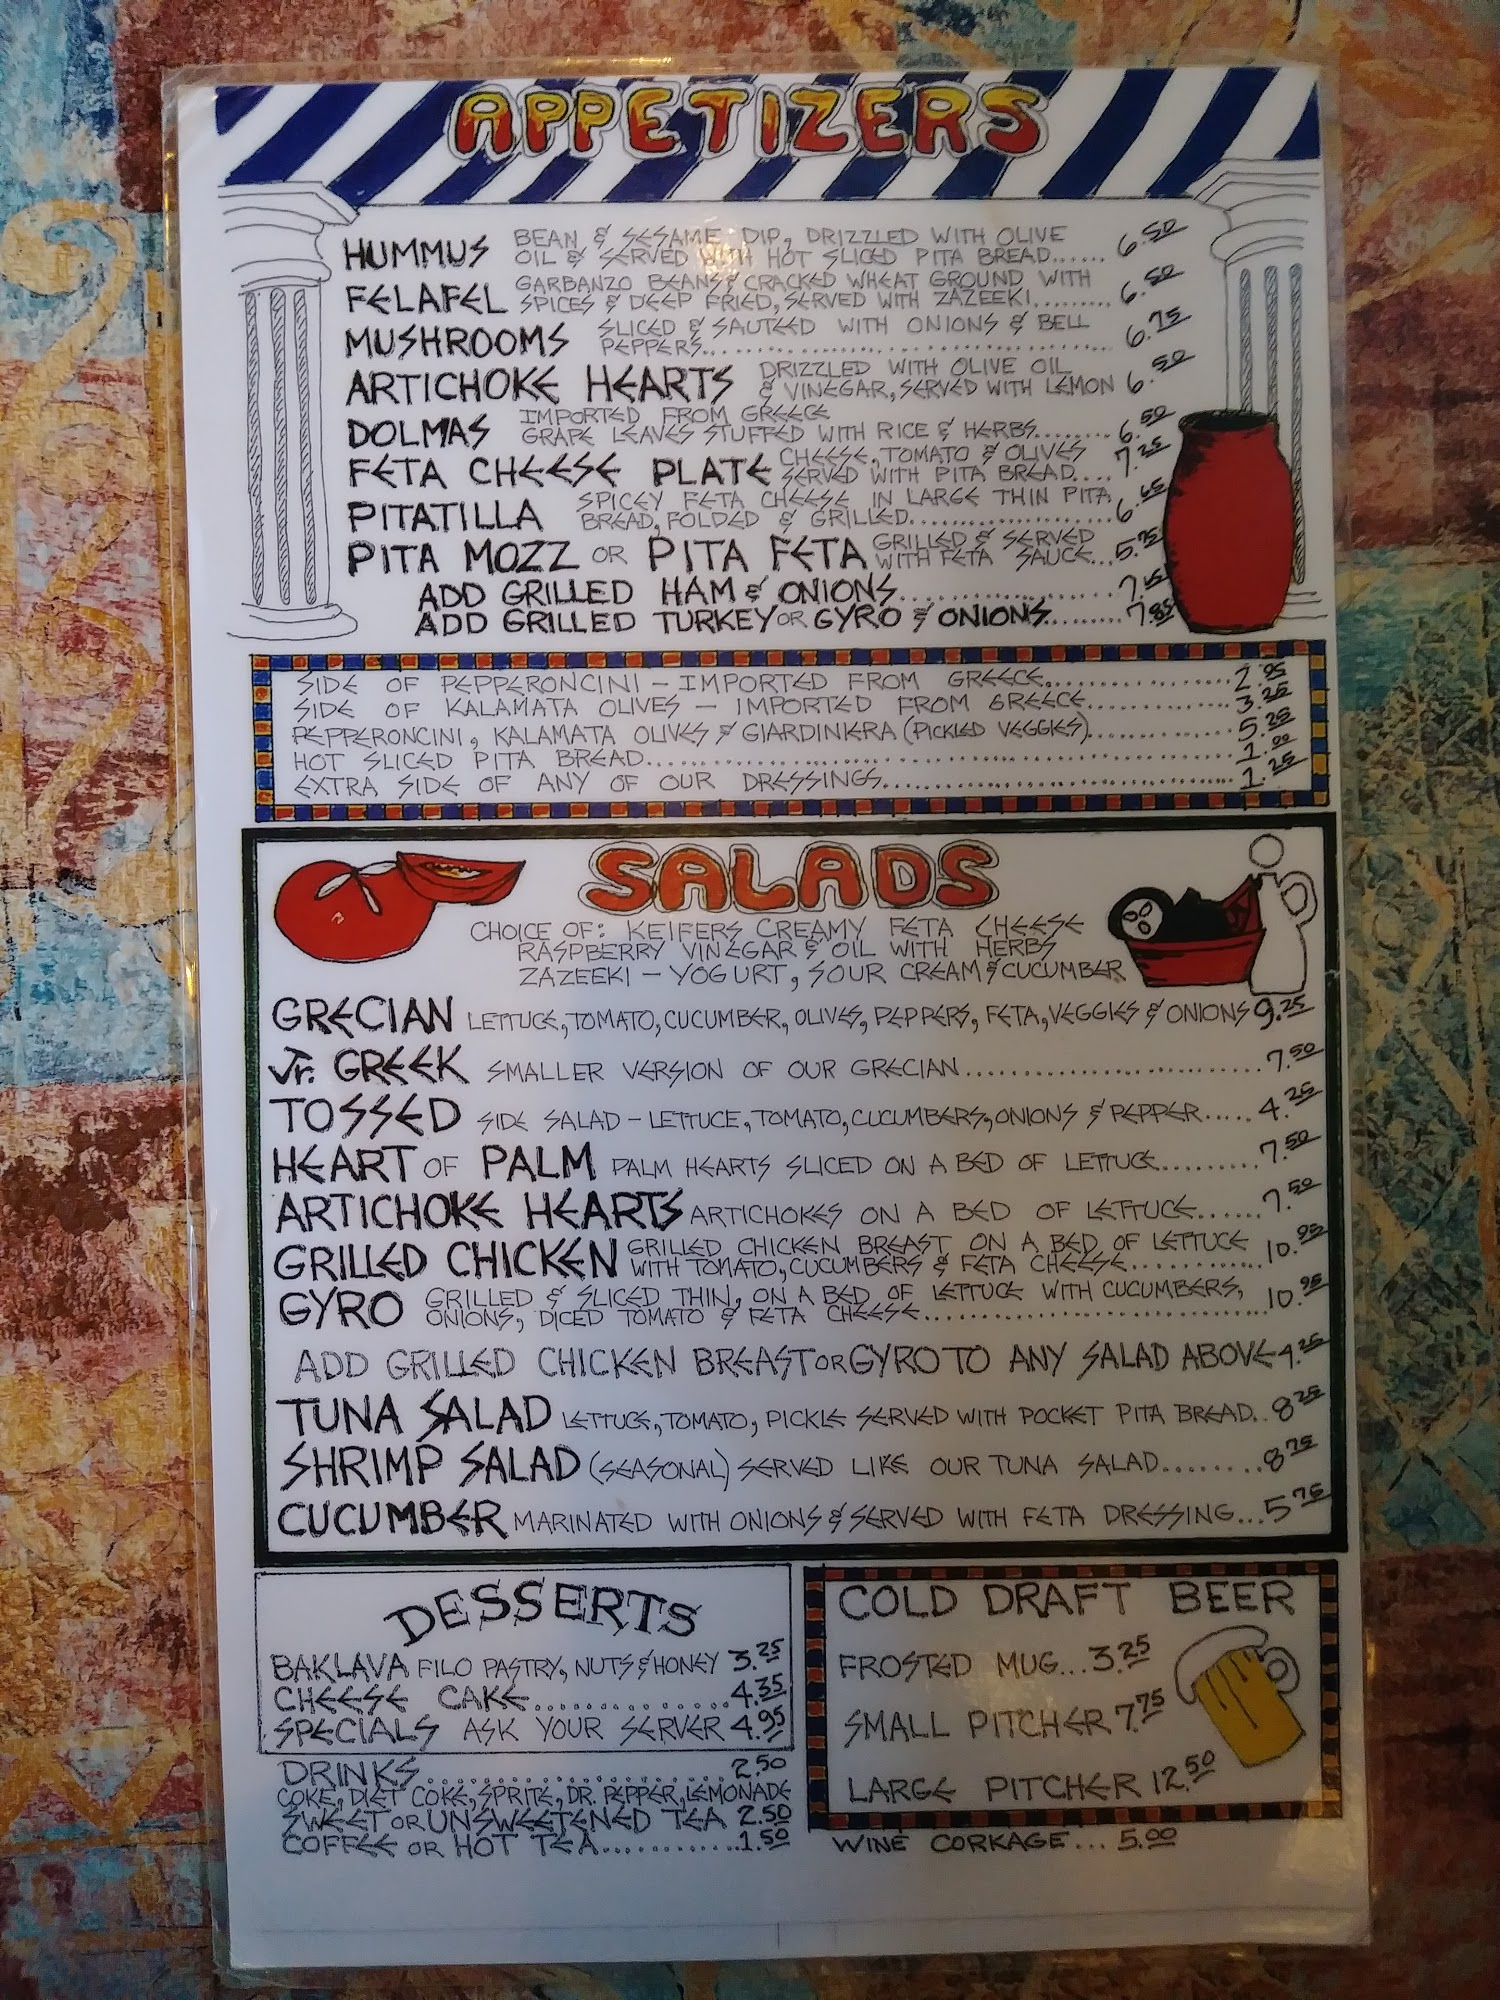 APPETIZERS
HUMMUS BEAN & SESAME DIP, DRIZZLED WITH OLIVE
OIL & SERVED WITH HOT SLICED PITA BREAD...... 6.50
FELAFEL GARBANZO BEANS & CRACKED WHEAT GROUND WITH
SPICES & DEEP FRIED, SERVED WITH ZAZEEKI......... 6.50
MUSHROOMS SLICED & SAUTEED WITH ONIONS & BELL
PEPPERS........................................ 6.75
ARTICHOKE HEARTS DRIZZLED WITH OLIVE OIL
& VINEGAR, SERVED WITH LEMON 6.50
DOLMAS IMPORTED FROM GREECE
GRAPE LEAVES STUFFED WITH RICE & HERBS........ 6.50
FETA CHEESE PLATE CHEESE, TOMATO & OLIVES
SERVED WITH PITA BREAD.... 7.25
PITATILLA SPICEY FETA CHEESE IN LARGE THIN PITA
BREAD, FOLDED & GRILLED..................... 6.65
PITA MOZZ OR PITA FETA GRILLED & SERVED
WITH FETA SAUCE... 5.75
ADD GRILLED HAM & ONIONS...................... 7.15
ADD GRILLED TURKEY OR GYRO & ONIONS......... 7.85
SIDE OF PEPPERONCINI — IMPORTED FROM GREECE.................. 2.95
SIDE OF KALAMATA OLIVES — IMPORTED FROM GREECE............... 3.25
PEPPERONCINI, KALAMATA OLIVES & GIARDINERA (PICKLED VEGGIES)............... 5.25
HOT SLICED PITA BREAD........................................ 1.00
EXTRA SIDE OF ANY OF OUR DRESSINGS............................ 1.25
SALADS
CHOICE OF: KEIFERS CREAMY FETA CHEESE
RASPBERRY VINEGAR & OIL WITH HERBS
ZAZEEKI — YOGURT, SOUR CREAM & CUCUMBER
GRECIAN LETTUCE, TOMATO, CUCUMBER, OLIVES, PEPPERS, FETA, VEGGIES & ONIONS 9.25
Jr. GREEK SMALLER VERSION OF OUR GRECIAN........................ 7.50
TOSSED SIDE SALAD - LETTUCE, TOMATO, CUCUMBERS, ONIONS & PEPPER..... 4.25
HEART OF PALM PALM HEARTS SLICED ON A BED OF LETTUCE......... 7.50
ARTICHOKE HEARTS ARTICHOKES ON A BED OF LETTUCE...... 7.50
GRILLED CHICKEN GRILLED CHICKEN BREAST ON A BED OF LETTUCE
WITH TOMATO, CUCUMBERS & FETA CHEESE............ 10.95
GYRO GRILLED & SLICED THIN, ON A BED OF LETTUCE WITH CUCUMBERS,
ONIONS, DICED TOMATO & FETA CHEESE.............................. 10.95
ADD GRILLED CHICKEN BREAST OR GYRO TO ANY SALAD ABOVE 4.25
TUNA SALAD LETTUCE, TOMATO, PICKLE SERVED WITH POCKET PITA BREAD.. 8.25
SHRIMP SALAD (SEASONAL) SERVED LIKE OUR TUNA SALAD........ 8.75
CUCUMBER MARINATED WITH ONIONS & SERVED WITH FETA DRESSING... 5.75
DESSERTS
BAKLAVA FILO PASTRY, NUTS & HONEY 3.25
CHEESE CAKE.............. 4.35
SPECIALS ASK YOUR SERVER 4.95
DRINKS........................ 2.50
COKE, DIET COKE, SPRITE, DR. PEPPER, LEMONADE
SWEET OR UNSWEETENED TEA 2.50
COFFEE OR HOT TEA............ 1.50
COLD DRAFT BEER
FROSTED MUG... 3.25
SMALL PITCHER 7.75
LARGE PITCHER 12.50
WINE CORKAGE... 5.00